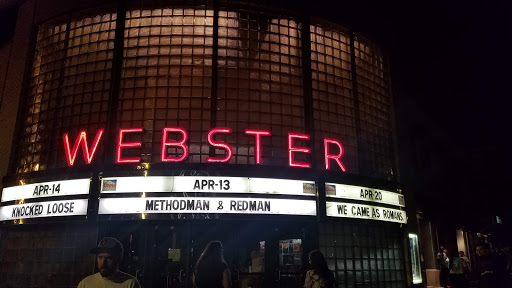 WEBSTER
APR-14
KNOCKED LOOSE
APR-13
METHODMAN & REDMAN
APR-20
WE CAME AS ROMANS